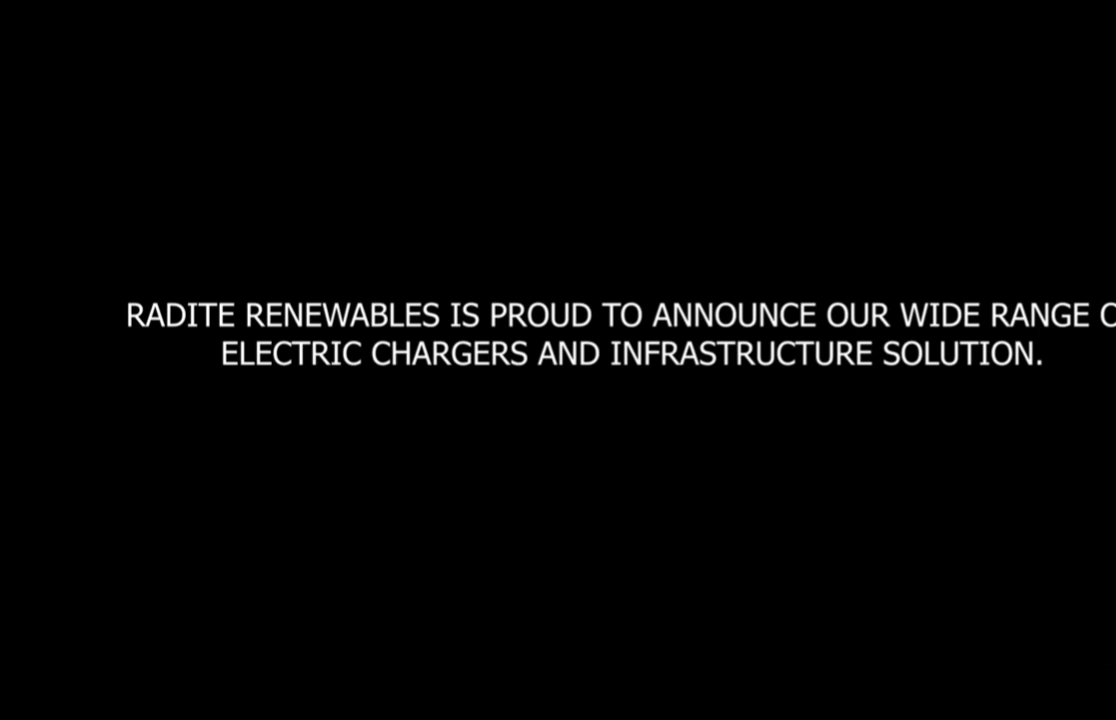 RADITE RENEWABLES IS PROUD TO ANNOUNCE OUR WIDE RANGE
ELECTRIC CHARGERS AND INFRASTRUCTURE SOLUTION.